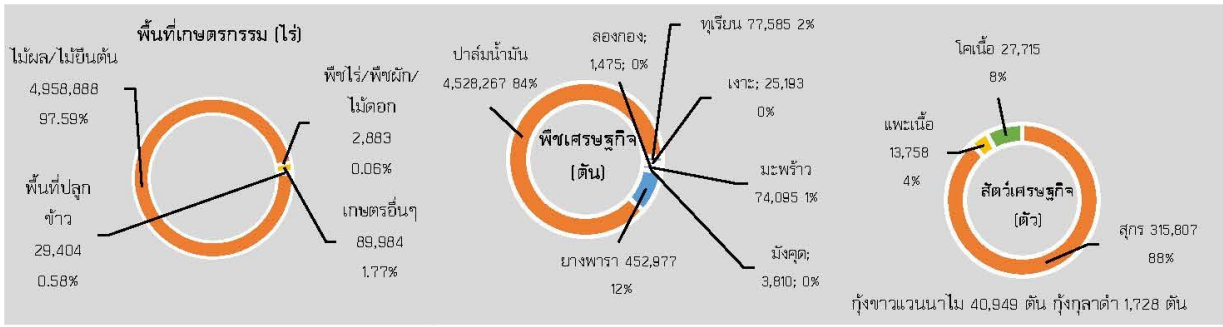 พื้นที่เกษตรกรรม (ไร่)
ไม้ผล/ไม้ยืนต้น
4,958,888
97.59%
พืชไร่/พืชผัก/
ไม้ดอก
2,883
0.06%
พื้นที่ปลูก
ข้าว
29,404
0.58%
เกษตรอื่นๆ
89,984
1.77%
ปาล์มน้ำมัน
4,528,267 84%
ลองกอง;
1,475; 0%
ทุเรียน 77,585 2%
เงาะ; 25,193
0%
พืชเศรษฐกิจ
(ตัน)
มะพร้าว
74,095 1%
มังคุด;
3,810; 0%
ยางพารา 452,977
12%
โคเนื้อ 27,715
8%
แพะเนื้อ
13,758
4%
สัตว์เศรษฐกิจ
(ตัว)
สุกร 315,807
88%
กุ้งขาวแวนนาไม 40,949 ตัน กุ้งกุลาดำ 1,728 ตัน